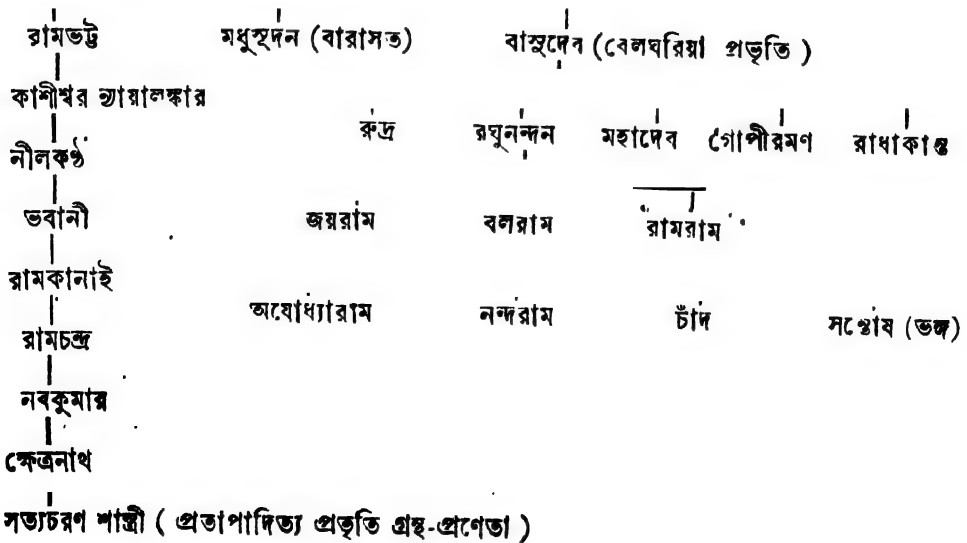 রামভট্ট মধুসূদন (বারাসত) বাসুদেব (বেলঘরিয়া প্রভৃতি)
কাশীশ্বর ন্যায়ালঙ্কার
রুদ্র রঘুনন্দন মহাদেব গোপীরমণ রাধাকান্ত
নীলকণ্ঠ
ভবানী জয়রাম বলরাম রামরাম
রামকানাই
অযোধ্যারাম নন্দরাম চাঁদ সন্তোষ (ভঙ্গ)
রামচন্দ্র
নবকুমার
ক্ষেত্রনাথ
সত্যচরণ শাস্ত্রী (প্রতাপাদিত্য প্রভৃতি গ্রন্থ-প্রণেতা)